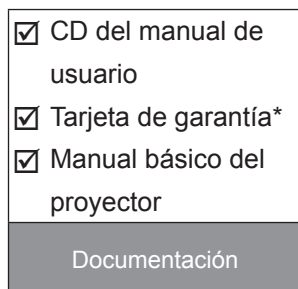 ☑ CD del manual de
usuario
☑ Tarjeta de garantía*
☑ Manual básico del
proyector
Documentación